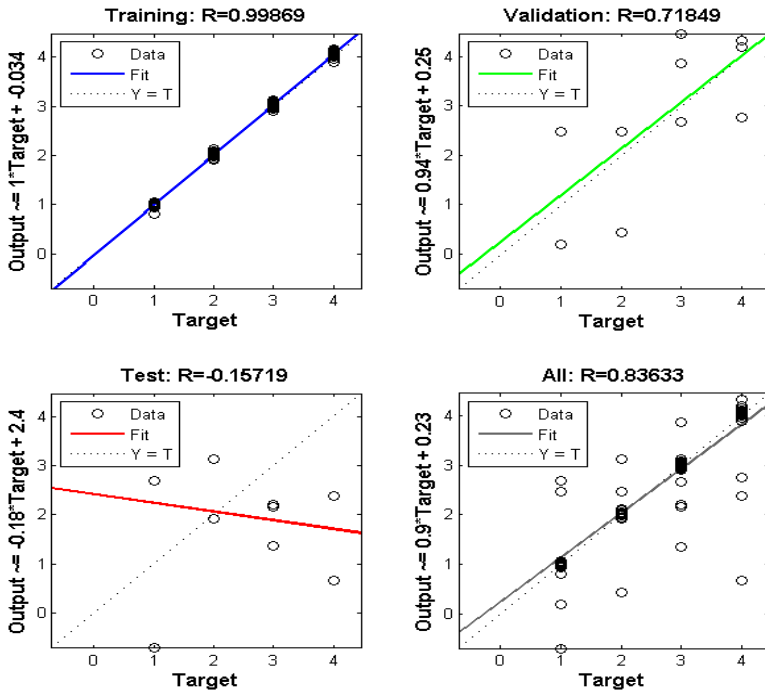 Training: R=0.99869
Output ~= 1*Target + -0.034
Data
Fit
Y = T
4
3
2
1
0
0 1 2 3 4
Target
Validation: R=0.71849
Output ~= 0.94*Target + 0.25
Data
Fit
Y = T
4
3
2
1
0
0 1 2 3 4
Target
Test: R=-0.15719
Output ~= -0.18*Target + 2.4
Data
Fit
Y = T
4
3
2
1
0
0 1 2 3 4
Target
All: R=0.83633
Output ~= 0.9*Target + 0.23
Data
Fit
Y = T
4
3
2
1
0
0 1 2 3 4
Target